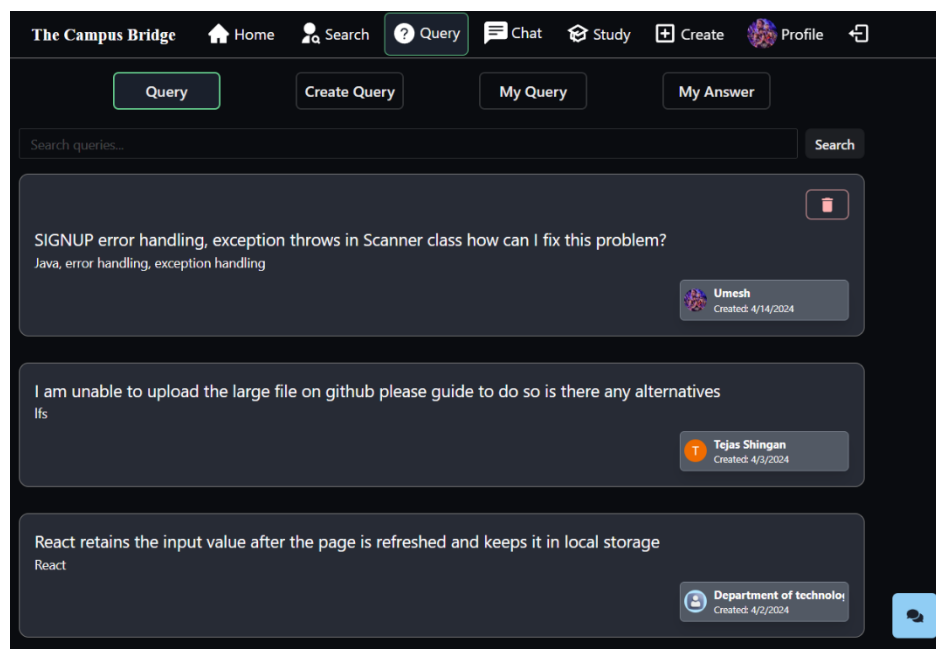 The Campus Bridge Home Search Query Chat Study Create Profile
Query Create Query My Query My Answer
Search queries... Search
SIGNUP error handling, exception throws in Scanner class how can I fix this problem?
Java, error handling, exception handling
Umesh
Created: 4/14/2024
I am unable to upload the large file on github please guide to do so is there any alternatives
lfs
T
Tejas Shingan
Created: 4/3/2024
React retains the input value after the page is refreshed and keeps it in local storage
React
Department of technolo
Created: 4/2/2024